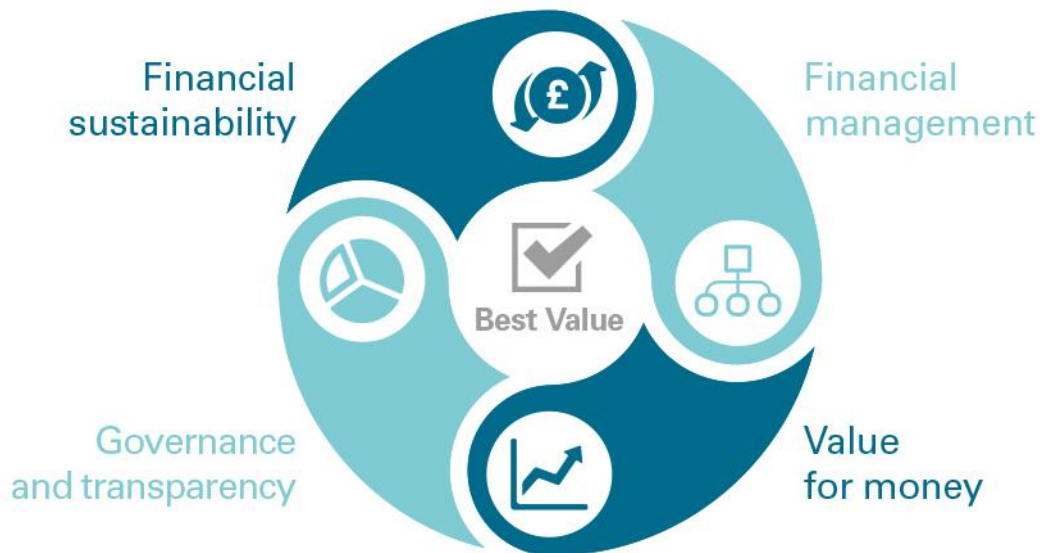 Financial
sustainability
£
Financial
management
Best Value
Governance
and transparency
Value
for money